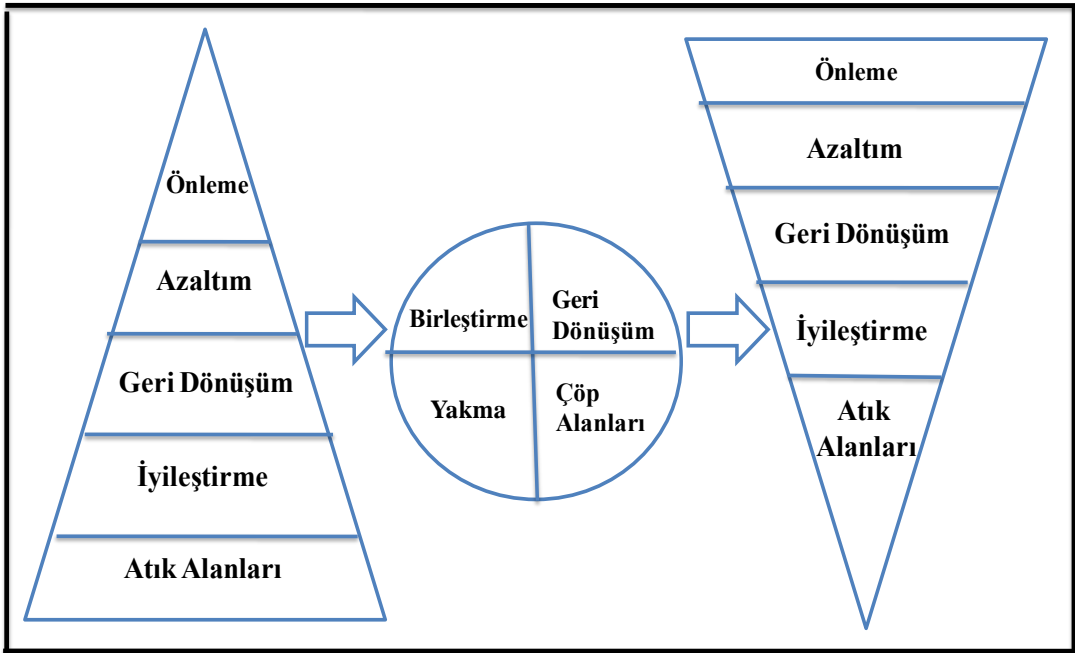 Önleme
Azaltım
Geri Dönüşüm
İyileştirme
Atık Alanları
Birleştirme
Geri
Dönüşüm
Yakma
Çöp
Alanları
Önleme
Azaltım
Geri Dönüşüm
İyileştirme
Atık
Alanları